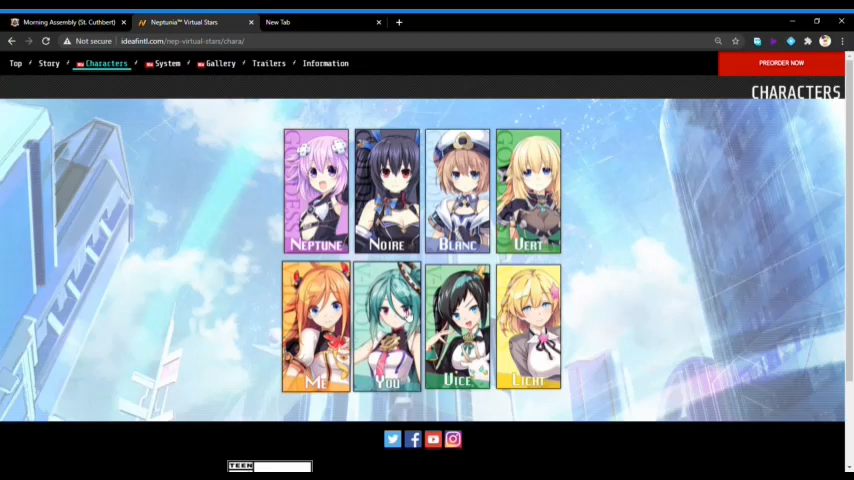 Morning Assembly (St. Cuthbert)
Neptunia™ Virtual Stars
New Tab
Not secure | ideafintl.com/nep-virtual-stars/chara/
Top / Story / Characters / System / Gallery / Trailers / Information
PREORDER NOW
CHARACTERS
NEPTUNE NOIRE BLANC VERT
ME YOU VICE LICHT
TEEN